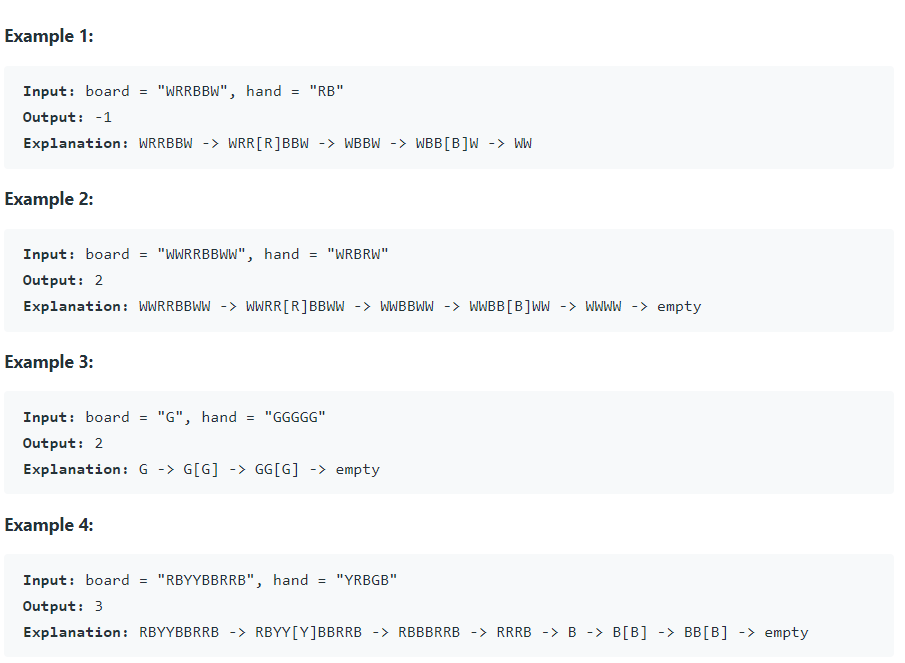 Example 1:
Input: board = "WRRBBW", hand = "RB"
Output: -1
Explanation: WRRBBW -> WRR[R]BBW -> WBBW -> WBB[B]W -> WW
Example 2:
Input: board = "WWRRBBWW", hand = "WRBRW"
Output: 2
Explanation: WWRRBBWW -> WWRR[R]BBWW -> WWBBWW -> WWBB[B]WW -> WWWW -> empty
Example 3:
Input: board = "G", hand = "GGGGG"
Output: 2
Explanation: G -> G[G] -> GG[G] -> empty
Example 4:
Input: board = "RBYYBBRRB", hand = "YRBGB"
Output: 3
Explanation: RBYYBBRRB -> RBYY[Y]BBRRB -> RBBBRRB -> RRRB -> B -> B[B] -> BB[B] -> empty